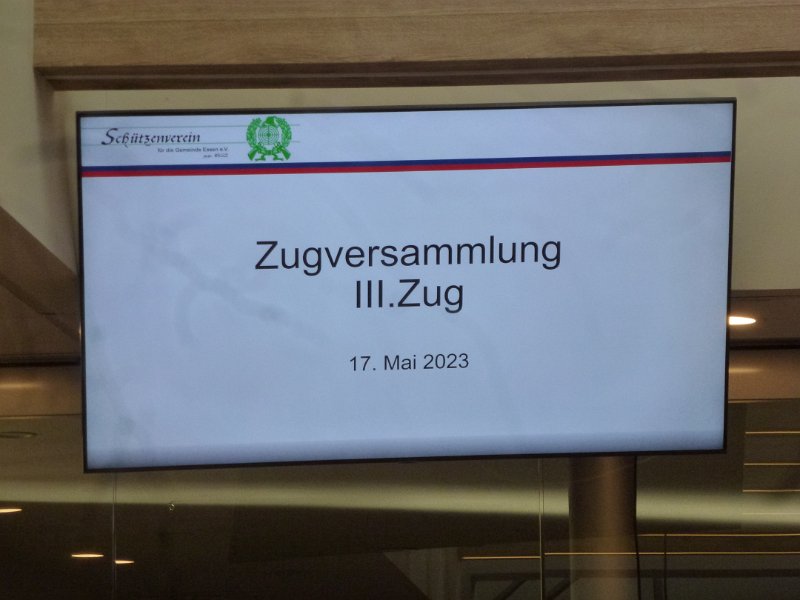 Schützenverein
für die Gemeinde Essen e.V.
Zugversammlung
III.Zug
17. Mai 2023